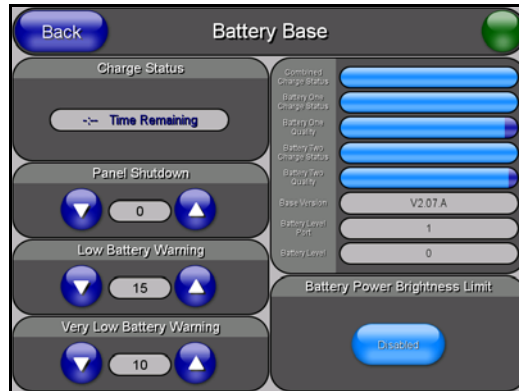 Back
Battery Base
Charge Status
-:-- Time Remaining
Panel Shutdown
0
Low Battery Warning
15
Very Low Battery Warning
10
Combined
Charge Status
Battery One
Charge Status
Battery One
Quality
Battery Two
Charge Status
Battery Two
Quality
Base Version
V2.07.A
Battery Level
Port
1
Battery Level
0
Battery Power Brightness Limit
Disabled